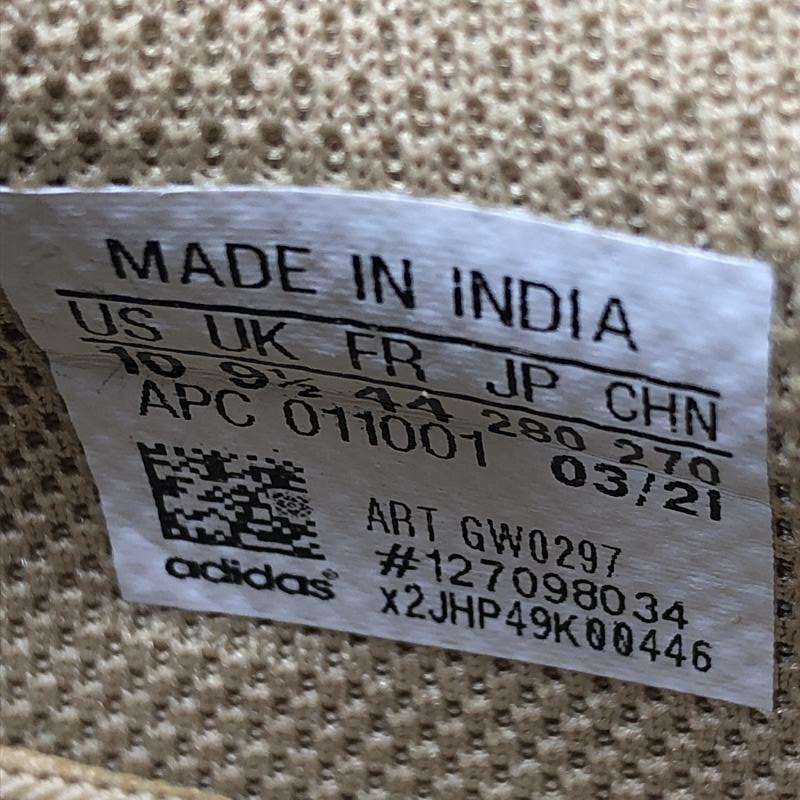 MADE IN INDIA
US UK FR JP CHN
10 9½ 44 280 270
APC 011001 03/21
ART GW0297
#127098034
adidas®
X2JHP49K00446